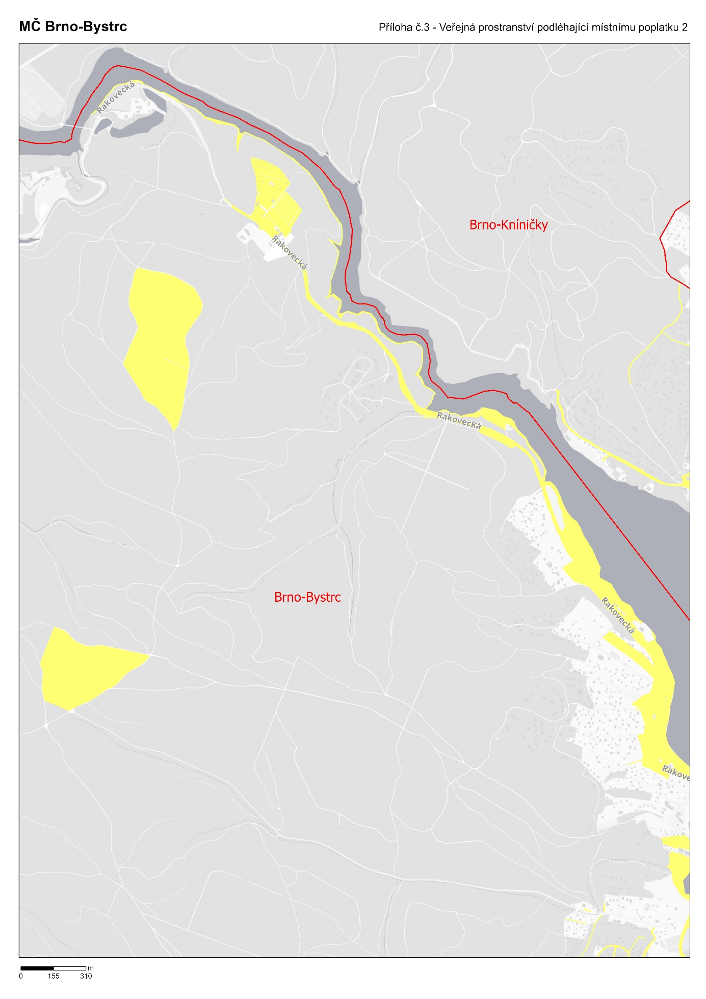 MČ Brno-Bystrc
Příloha č.3 - Veřejná prostranství podléhající místnímu poplatku 2
Rakovecká
Brno-Kníničky
Rakovecká
Rakovecká
Brno-Bystrc
Rakovecká
Rakove
m
0 155 310